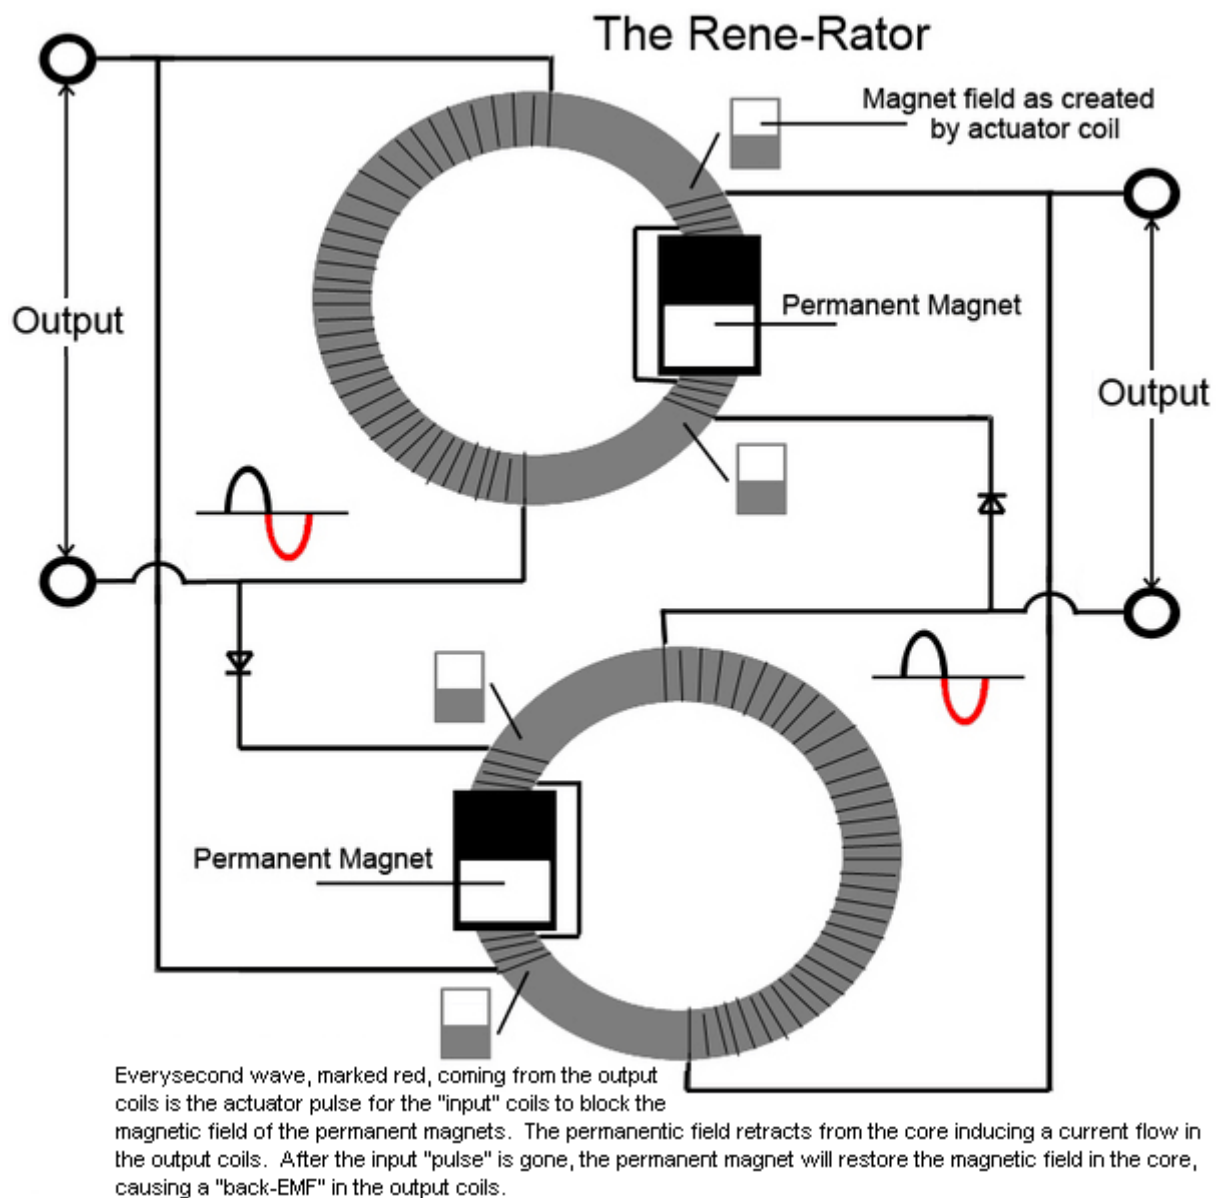 The Rene-Rator
Magnet field as created
by actuator coil
Permanent Magnet
Output
Output
Permanent Magnet
Everysecond wave, marked red, coming from the output
coils is the actuator pulse for the "input" coils to block the
magnetic field of the permanent magnets.  The permanentic field retracts from the core inducing a current flow in
the output coils.  After the input "pulse" is gone, the permanent magnet will restore the magnetic field in the core,
causing a "back-EMF" in the output coils.